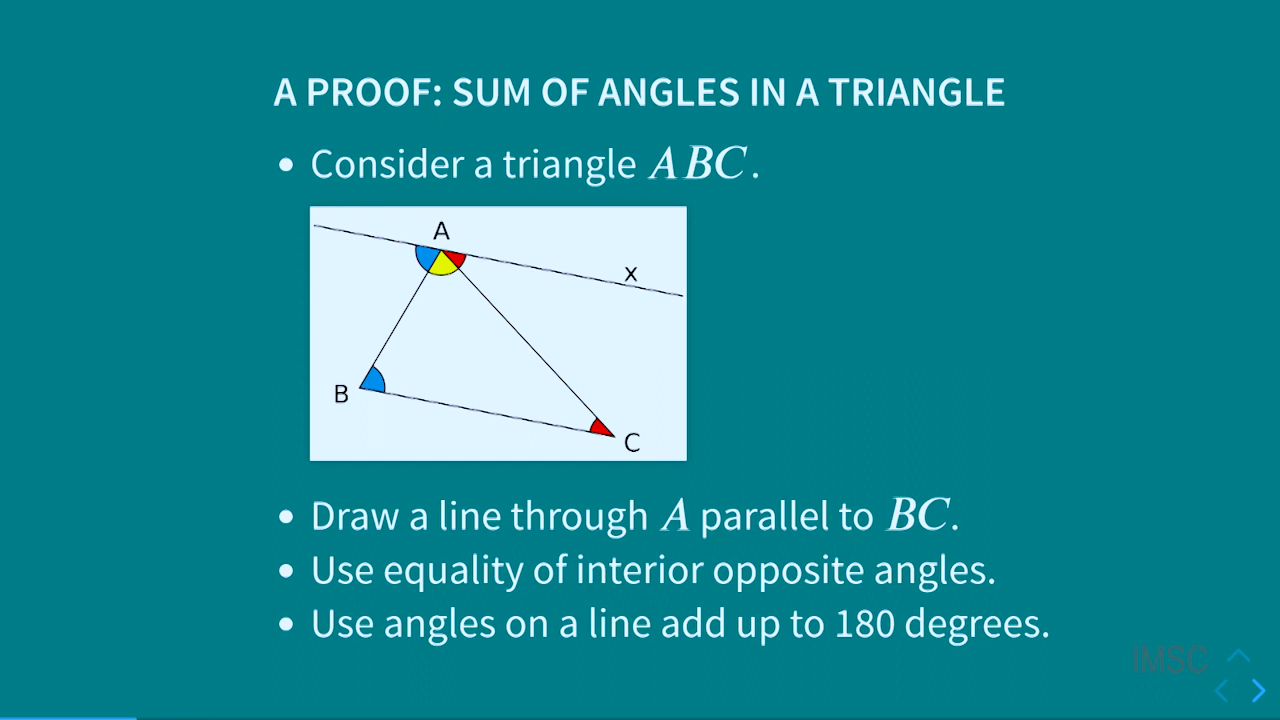 A PROOF: SUM OF ANGLES IN A TRIANGLE
• Consider a triangle ABC.
A
x
B
C
• Draw a line through A parallel to BC.
• Use equality of interior opposite angles.
• Use angles on a line add up to 180 degrees.
IMSC